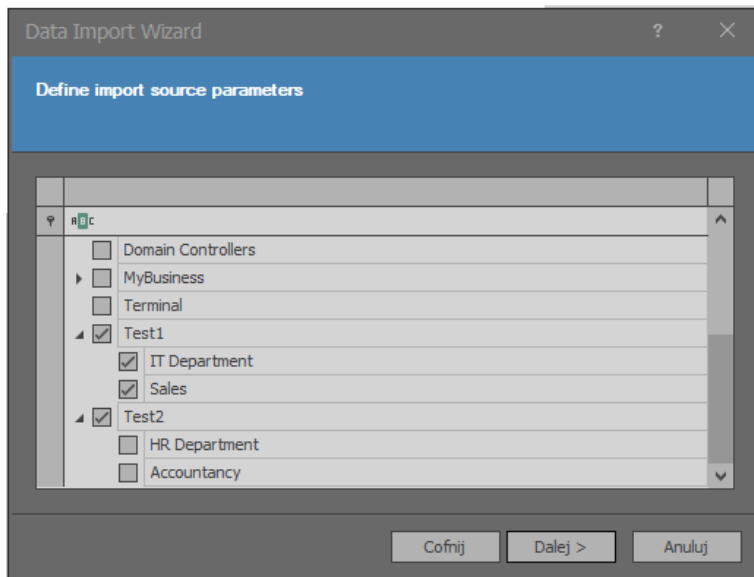 Data Import Wizard ?
Define import source parameters
ABC
Domain Controllers
MyBusiness
Terminal
Test1
IT Department
Sales
Test2
HR Department
Accountancy
Cofnij Dalej > Anuluj